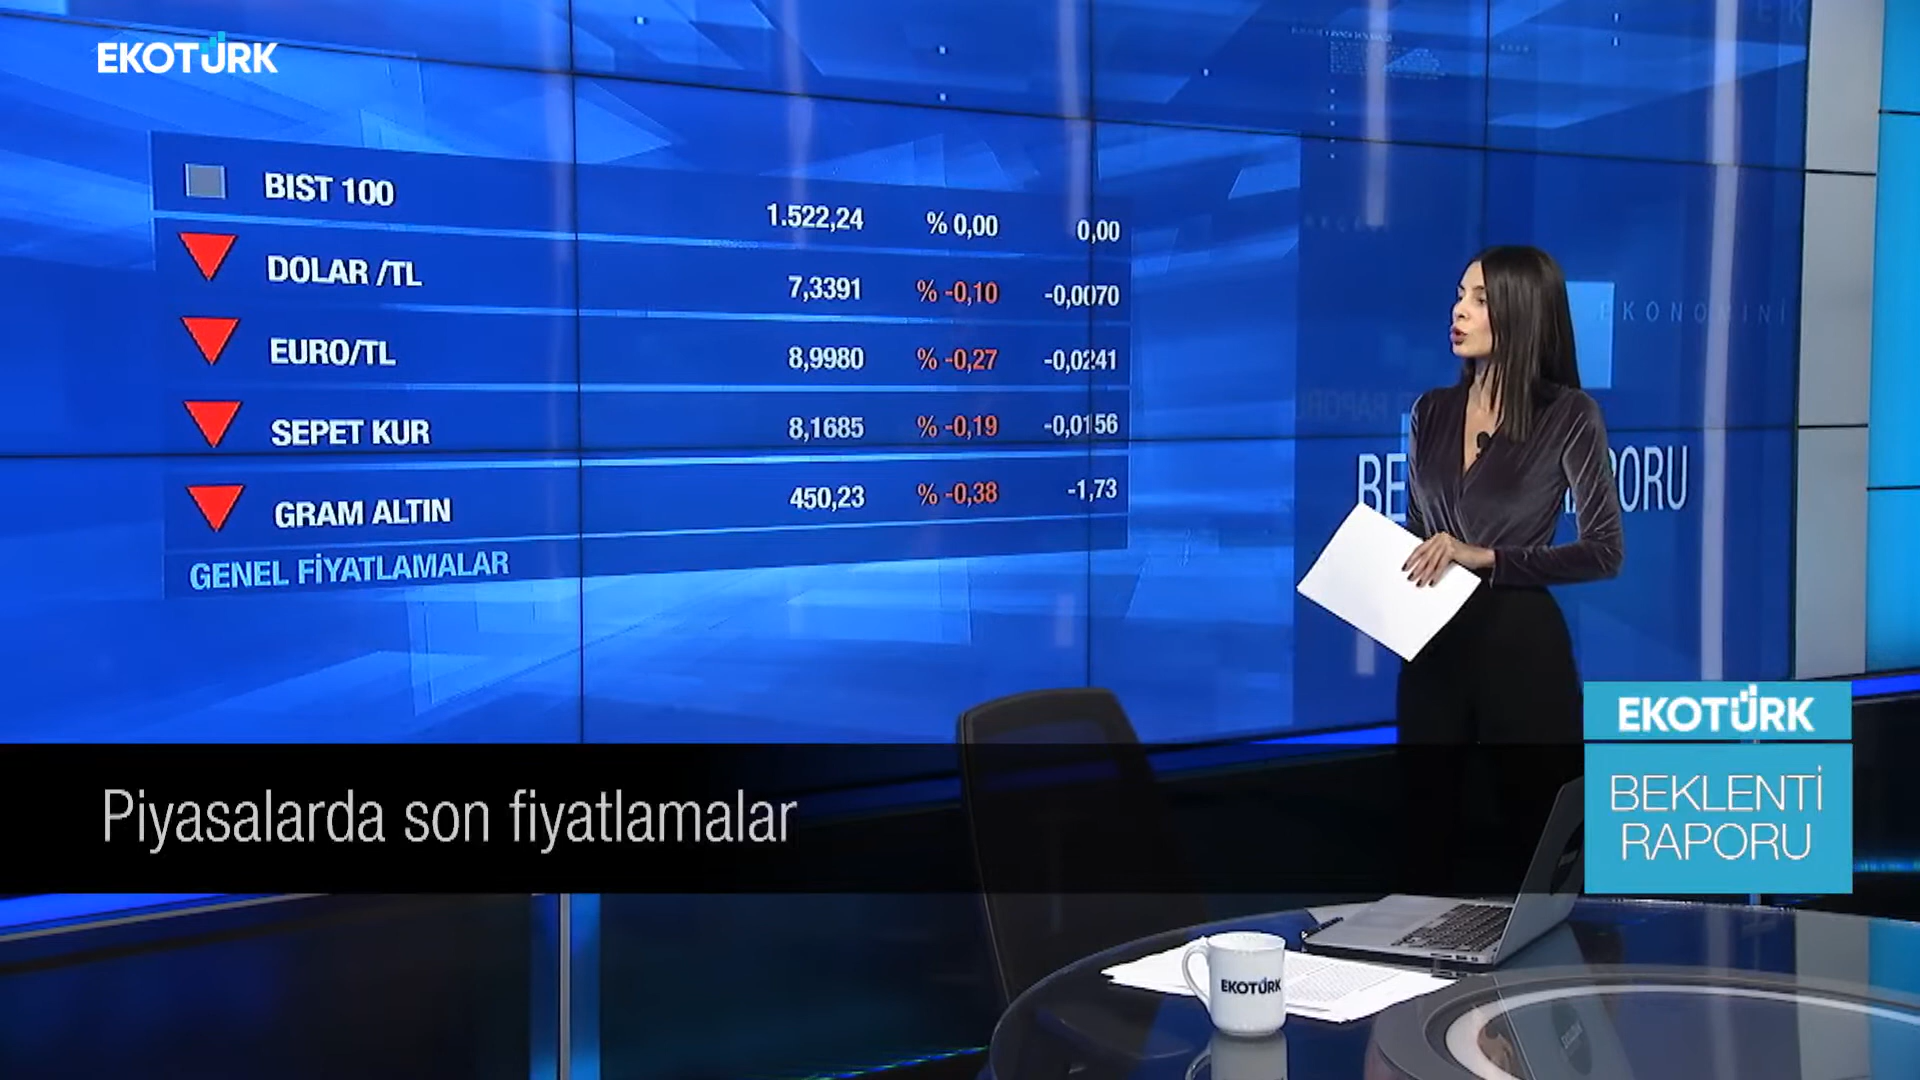 EKOTÜRK
BIST 100 1.522,24 % 0,00 0,00
DOLAR /TL 7,3391 % -0,10 -0,0070
EURO/TL 8,9980 % -0,27 -0,0241
SEPET KUR 8,1685 % -0,19 -0,0156
GRAM ALTIN 450,23 % -0,38 -1,73
GENEL FİYATLAMALAR
EKONOMİNİ
Piyasalarda son fiyatlamalar
EKOTÜRK
BEKLENTİ
RAPORU
EKOTÜRK